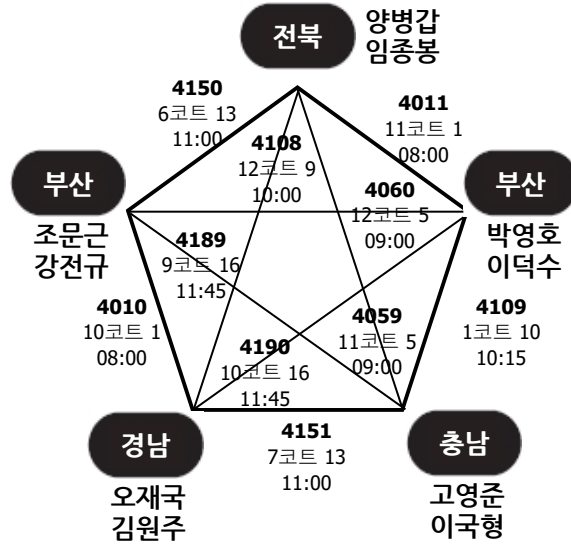 전북
양병갑
임종봉
4150
6코트 13
11:00
4011
11코트 1
08:00
4108
12코트 9
10:00
부산
조문근
강전규
4060
12코트 5
09:00
부산
박영호
이덕수
4189
9코트 16
11:45
4010
10코트 1
08:00
4190
10코트 16
11:45
4059
11코트 5
09:00
4109
1코트 10
10:15
경남
오재국
김원주
4151
7코트 13
11:00
충남
고영준
이국형